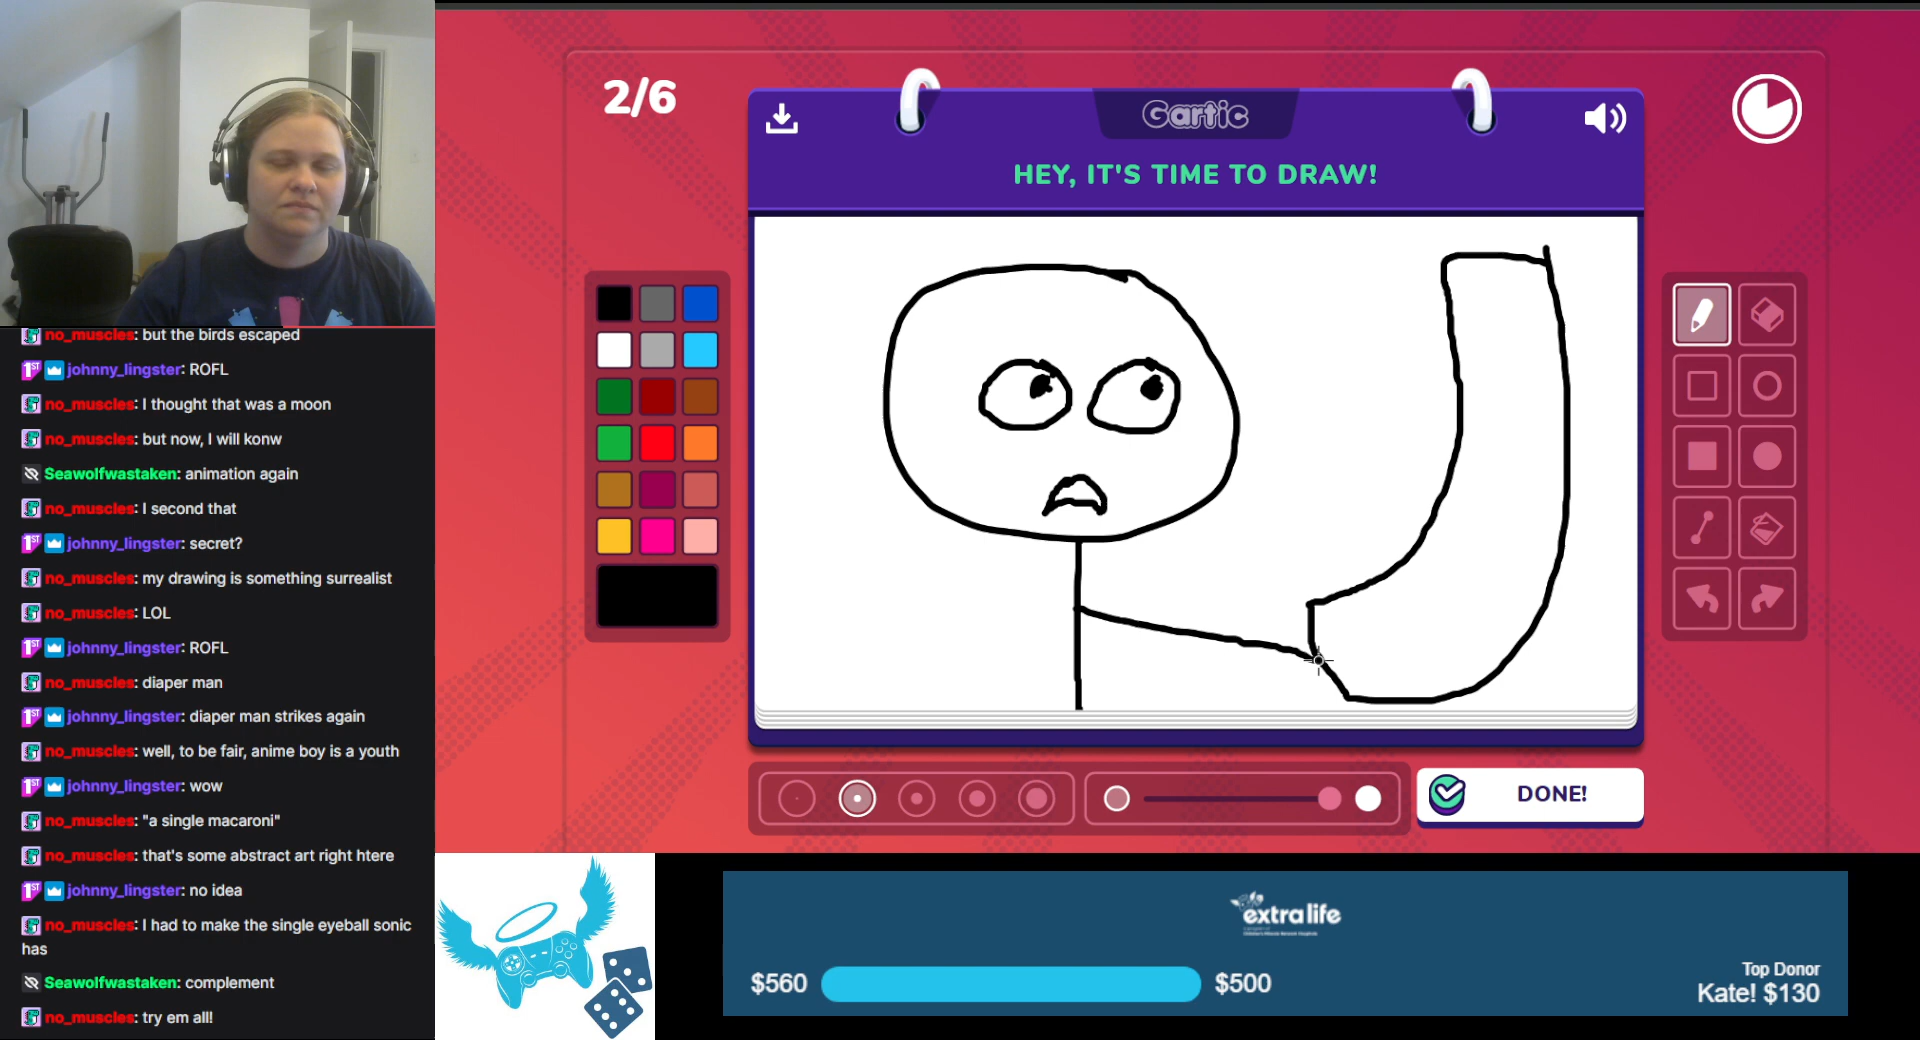 but the birds escaped
no_muscles: but the birds escaped
johnny_lingster: ROFL
no_muscles: I thought that was a moon
no_muscles: but now, I will konw
Seawolfwastaken: animation again
no_muscles: I second that
johnny_lingster: secret?
no_muscles: my drawing is something surrealist
no_muscles: LOL
johnny_lingster: ROFL
no_muscles: diaper man
johnny_lingster: diaper man strikes again
no_muscles: well, to be fair, anime boy is a youth
johnny_lingster: wow
no_muscles: "a single macaroni"
no_muscles: that's some abstract art right htere
johnny_lingster: no idea
no_muscles: I had to make the single eyeball sonic
has
Seawolfwastaken: complement
no_muscles: try em all!
2/6
Gartic
HEY, IT'S TIME TO DRAW!
DONE!
extralife
$560
$500
Top Donor
Kate! $130